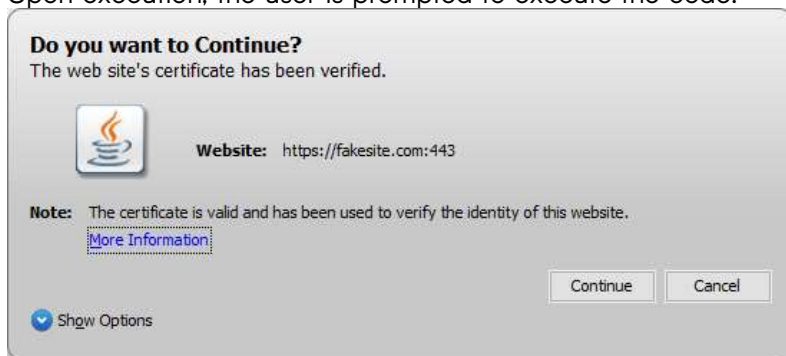 Upon execution, the user is prompted to execute the code.
Do you want to Continue?
The web site's certificate has been verified.
Website: https://fakesite.com:443
Note: The certificate is valid and has been used to verify the identity of this website.
More Information
Continue Cancel
Show Options